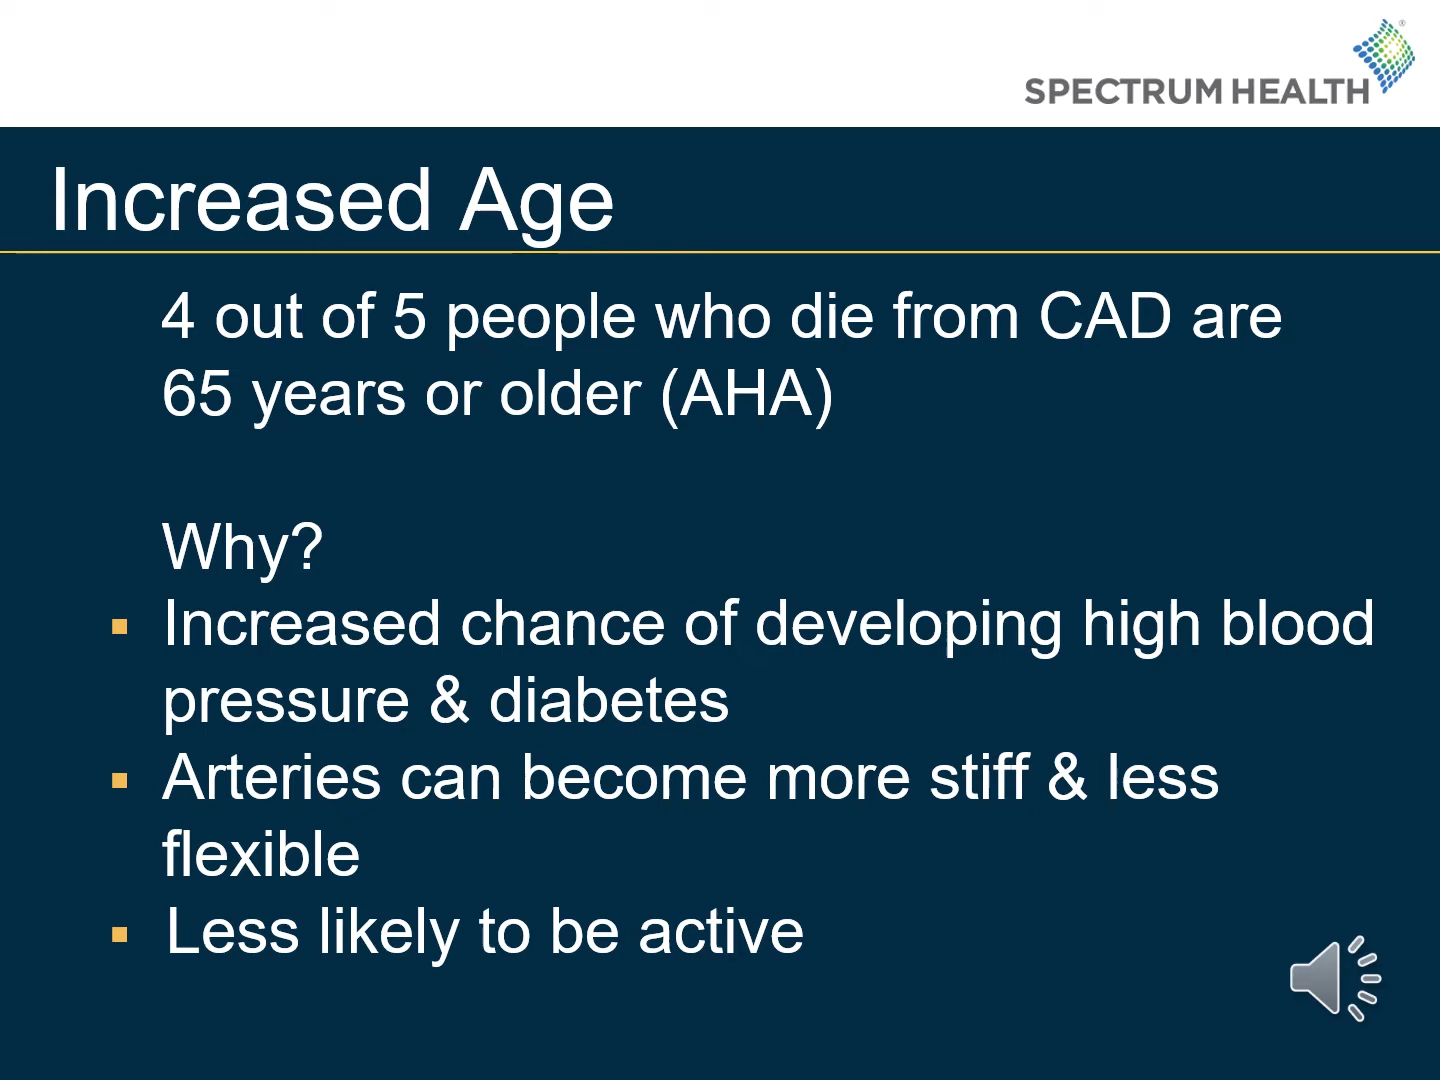 SPECTRUM HEALTH
Increased Age
4 out of 5 people who die from CAD are
65 years or older (AHA)
Why?
▪ Increased chance of developing high blood
pressure & diabetes
▪ Arteries can become more stiff & less
flexible
▪ Less likely to be active